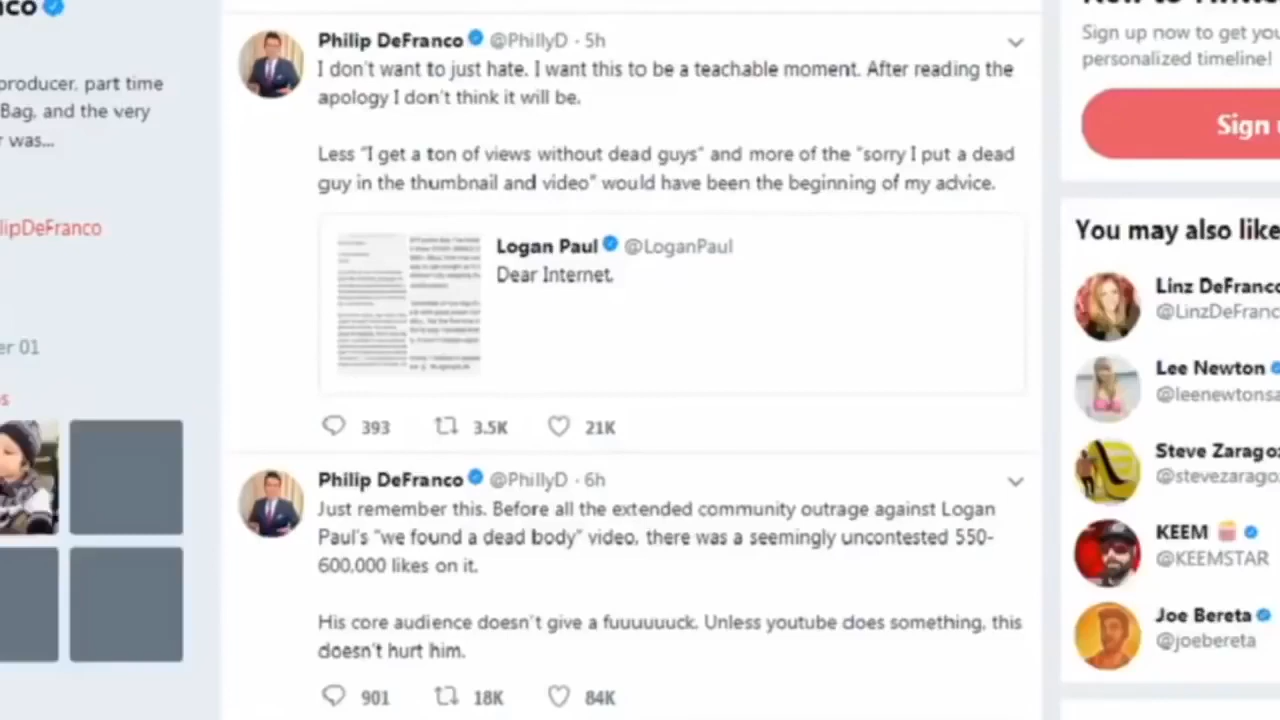 producer, part time
Bag, and the very
r was...
lipDeFranco
er 01
Philip DeFranco @PhillyD · 5h
I don't want to just hate. I want this to be a teachable moment. After reading the
apology I don't think it will be.
Less "I get a ton of views without dead guys" and more of the "sorry I put a dead
guy in the thumbnail and video" would have been the beginning of my advice.
Logan Paul @LoganPaul
Dear Internet,
393 3.5K 21K
Philip DeFranco @PhillyD · 6h
Just remember this. Before all the extended community outrage against Logan
Paul's "we found a dead body" video, there was a seemingly uncontested 550-
600,000 likes on it.
His core audience doesn't give a fuuuuuuck. Unless youtube does something, this
doesn't hurt him.
901 18K 84K
Sign up now to get you
personalized timeline!
Sign
You may also like
Linz DeFranco
@LinzDeFranc
Lee Newton
@leenewtons
Steve Zarago
@stevezarago
KEEM
@KEEMSTAR
Joe Bereta
@joebereta